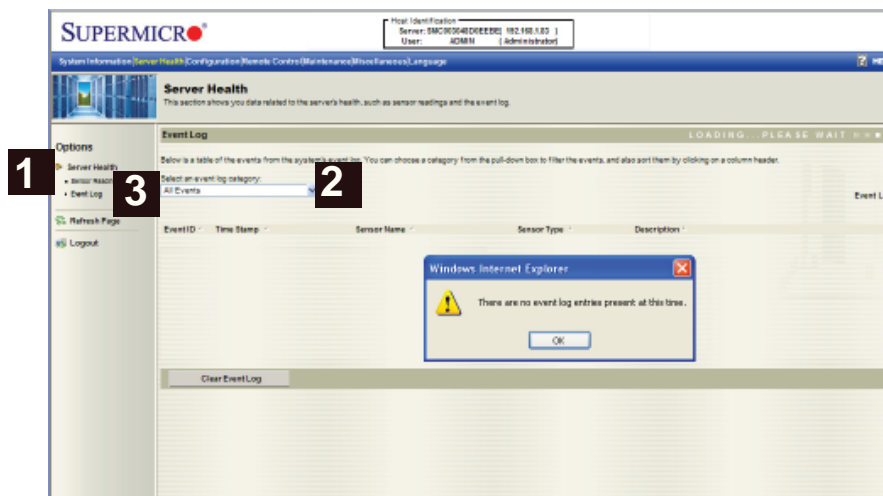 SUPERMICRO
Host Identification
Server: SMC003048D0EEBE( 192.168.1.83 )
User: ADMIN ( Administrator)
System Information Server Health Configuration Remote Control Maintenance Miscellaneous Language
Server Health
This section shows you data related to the server's health, such as sensor readings and the event log.
Options
Event Log
LOADING...PLEASE WAIT
Below is a table of the events from the system's event log. You can choose a category from the pull-down box to filter the events, and also sort them by clicking on a column header.
1
Server Health
3
Select an event log category:
2
Event Log
All Events
Event L
Refresh Page
Event ID Time Stamp Sensor Name Sensor Type Description
Logout
Windows Internet Explorer
There are no event log entries present at this time.
OK
Clear Event Log